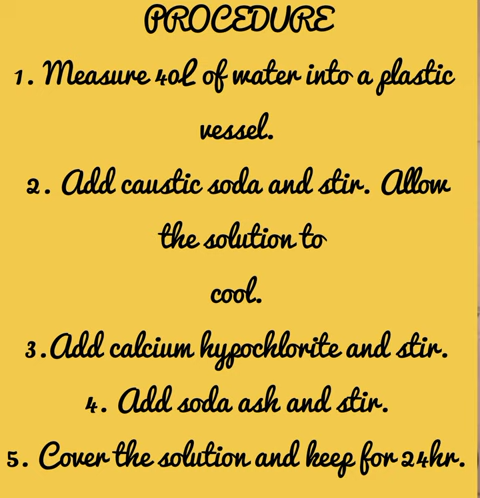 PROCEDURE
1. Measure 40L of water into a plastic
vessel.
2. Add caustic soda and stir. Allow
the solution to
cool.
3.Add calcium hypochlorite and stir.
4. Add soda ash and stir.
5. Cover the solution and keep for 24hr.